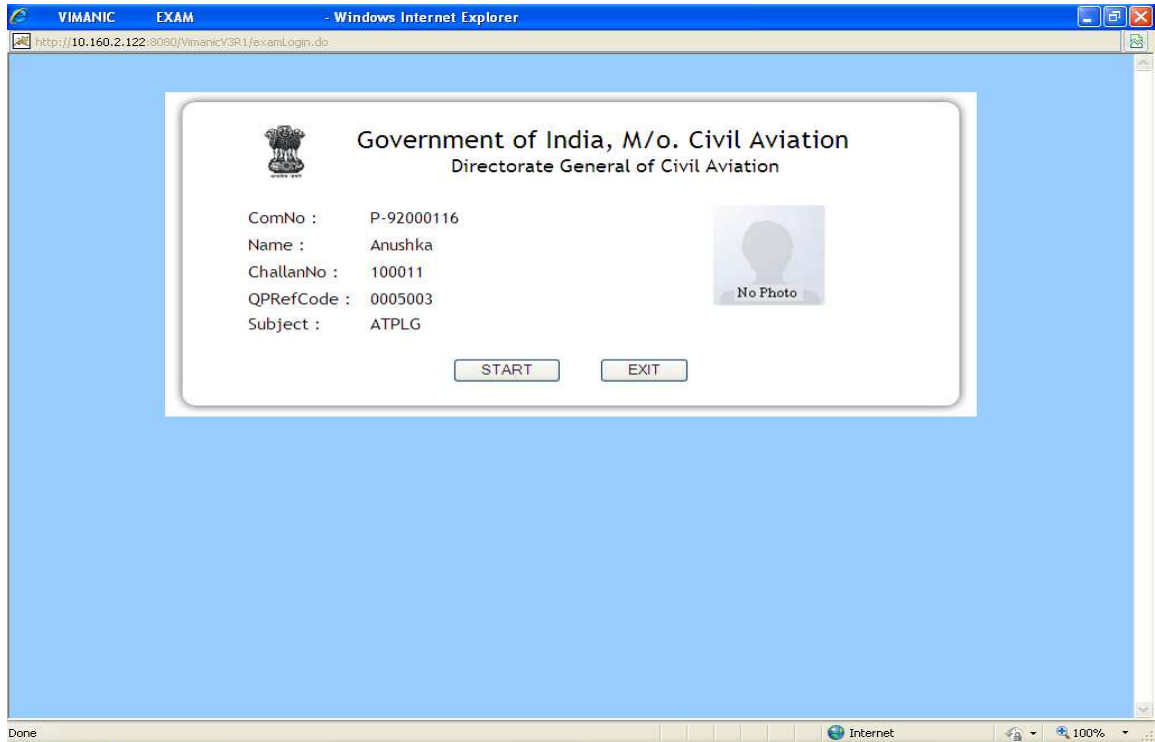 VIMANIC EXAM - Windows Internet Explorer
http://10.160.2.122:8080/VimanicV3R1/examLogin.do
Government of India, M/o. Civil Aviation
Directorate General of Civil Aviation
ComNo : P-92000116
Name : Anushka
ChallanNo : 100011
QPRefCode : 0005003
Subject : ATPLG
No Photo
START EXIT
Done Internet 100%